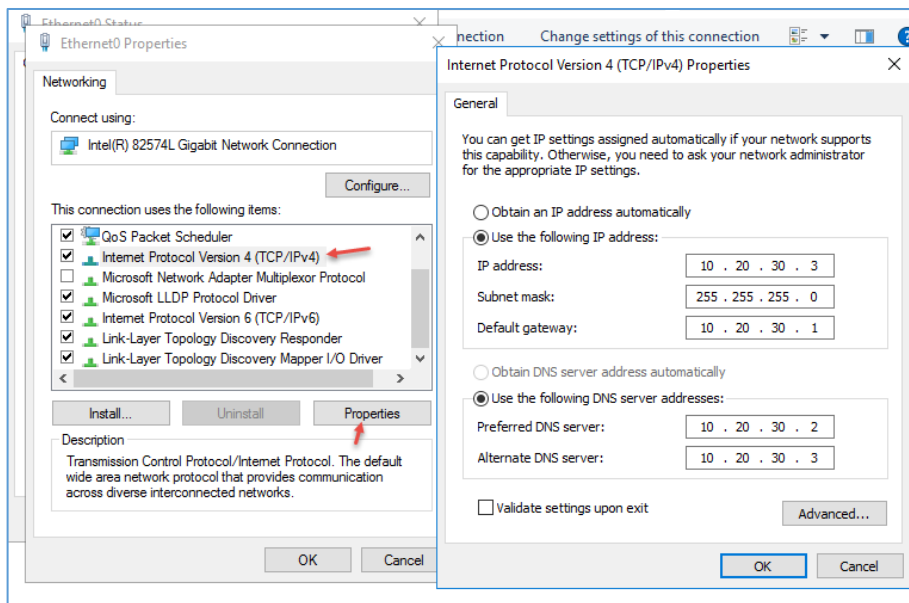 Ethernet0 Status
nection
Change settings of this connection
Ethernet0 Properties
Networking
Connect using:
Intel(R) 82574L Gigabit Network Connection
Configure...
This connection uses the following items:
QoS Packet Scheduler
Internet Protocol Version 4 (TCP/IPv4)
Microsoft Network Adapter Multiplexor Protocol
Microsoft LLDP Protocol Driver
Internet Protocol Version 6 (TCP/IPv6)
Link-Layer Topology Discovery Responder
Link-Layer Topology Discovery Mapper I/O Driver
Install...
Uninstall
Properties
Description
Transmission Control Protocol/Internet Protocol. The default
wide area network protocol that provides communication
across diverse interconnected networks.
OK
Cancel
Internet Protocol Version 4 (TCP/IPv4) Properties
General
You can get IP settings assigned automatically if your network supports
this capability. Otherwise, you need to ask your network administrator
for the appropriate IP settings.
Obtain an IP address automatically
Use the following IP address:
IP address: 10 . 20 . 30 . 3
Subnet mask: 255 . 255 . 255 . 0
Default gateway: 10 . 20 . 30 . 1
Obtain DNS server address automatically
Use the following DNS server addresses:
Preferred DNS server: 10 . 20 . 30 . 2
Alternate DNS server: 10 . 20 . 30 . 3
Validate settings upon exit
Advanced...
OK
Cancel